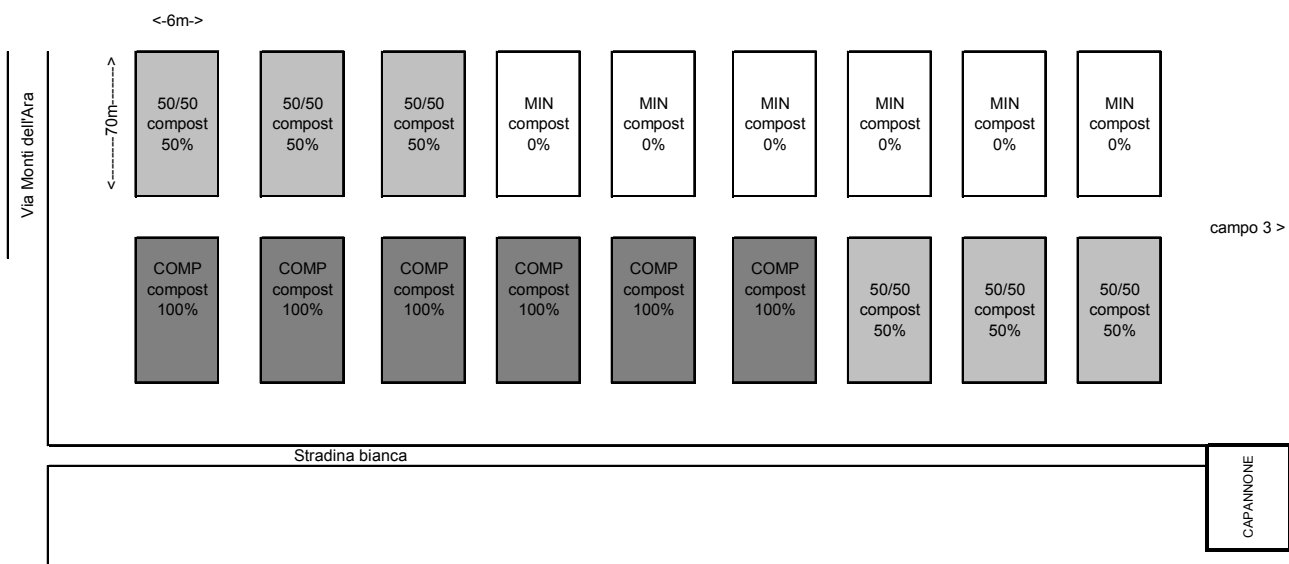 <-6m->
Via Monti dell'Ara
<--------70m------->
50/50
compost
50%
50/50
compost
50%
50/50
compost
50%
MIN
compost
0%
MIN
compost
0%
MIN
compost
0%
MIN
compost
0%
MIN
compost
0%
MIN
compost
0%
campo 3 >
COMP
compost
100%
COMP
compost
100%
COMP
compost
100%
COMP
compost
100%
COMP
compost
100%
COMP
compost
100%
50/50
compost
50%
50/50
compost
50%
50/50
compost
50%
Stradina bianca
CAPANNONE